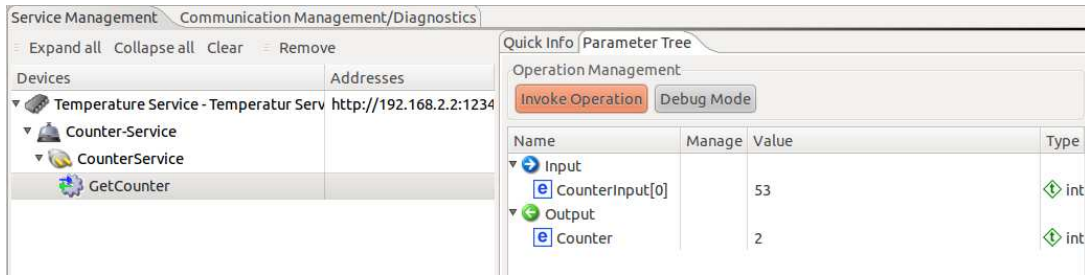 Service Management Communication Management/Diagnostics
Expand all Collapse all Clear Remove
Devices Addresses
Temperature Service - Temperatur Serv http://192.168.2.2:1234
Counter-Service
CounterService
GetCounter
Quick Info Parameter Tree
Operation Management
Invoke Operation Debug Mode
Name Manage Value Type
Input
e CounterInput[0] 53 t int
Output
e Counter 2 t int